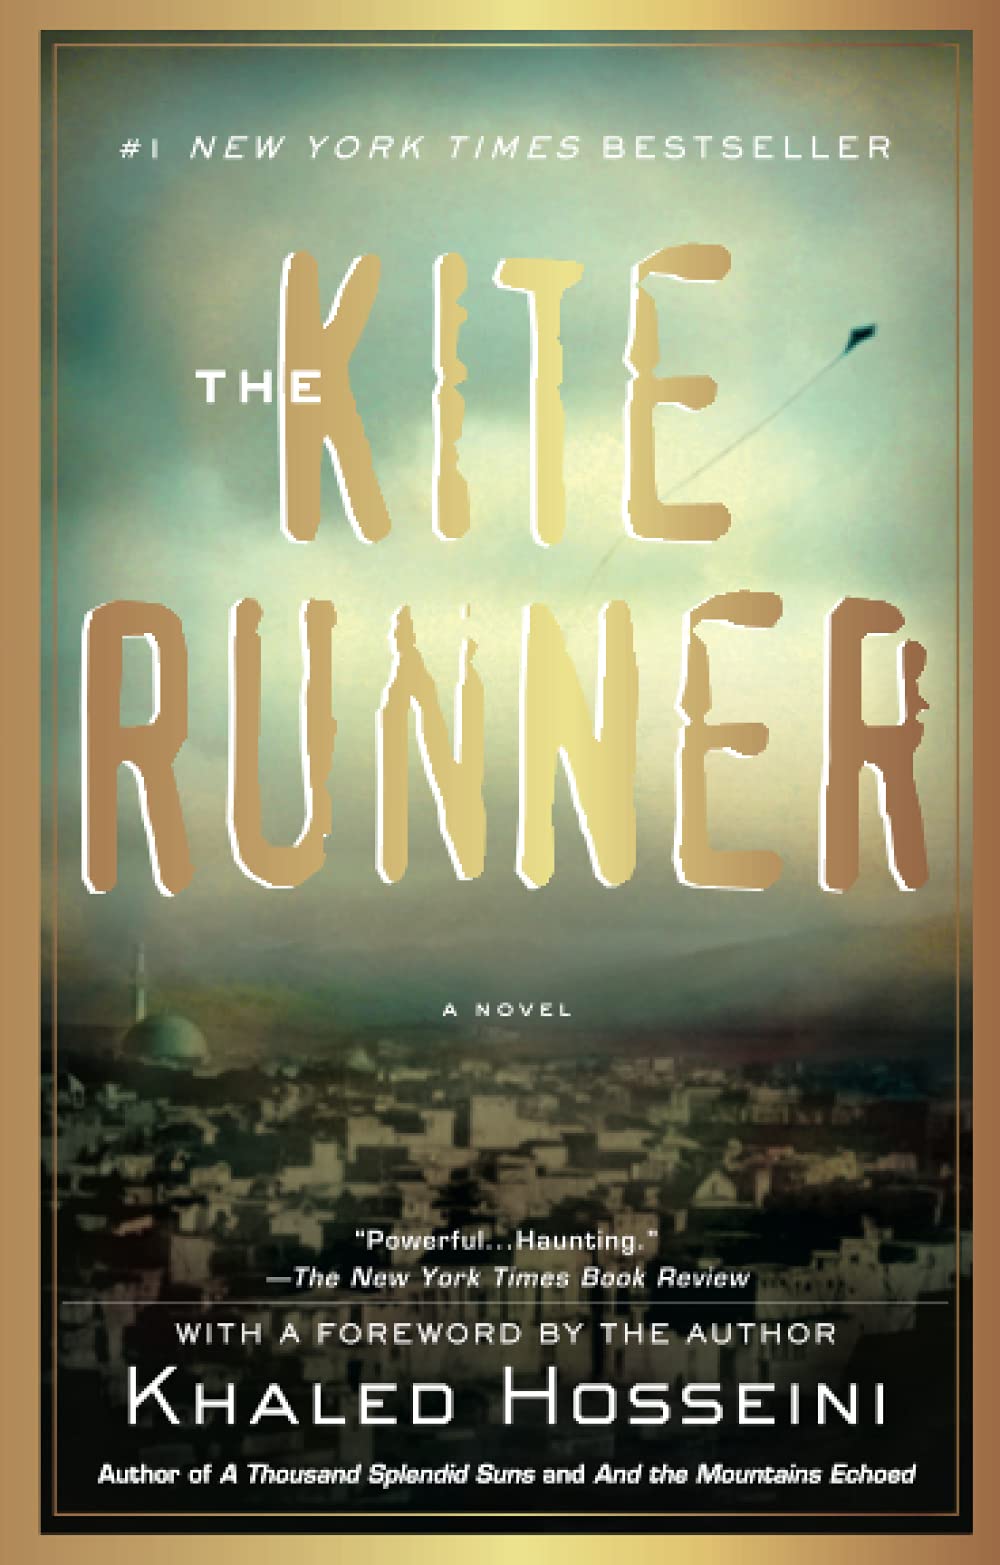 #1 NEW YORK TIMES BESTSELLER
THE KITE
RUNNER
A NOVEL
"Powerful...Haunting."
—The New York Times Book Review
WITH A FOREWORD BY THE AUTHOR
KHALED HOSSEINI
Author of A Thousand Splendid Suns and And the Mountains Echoed